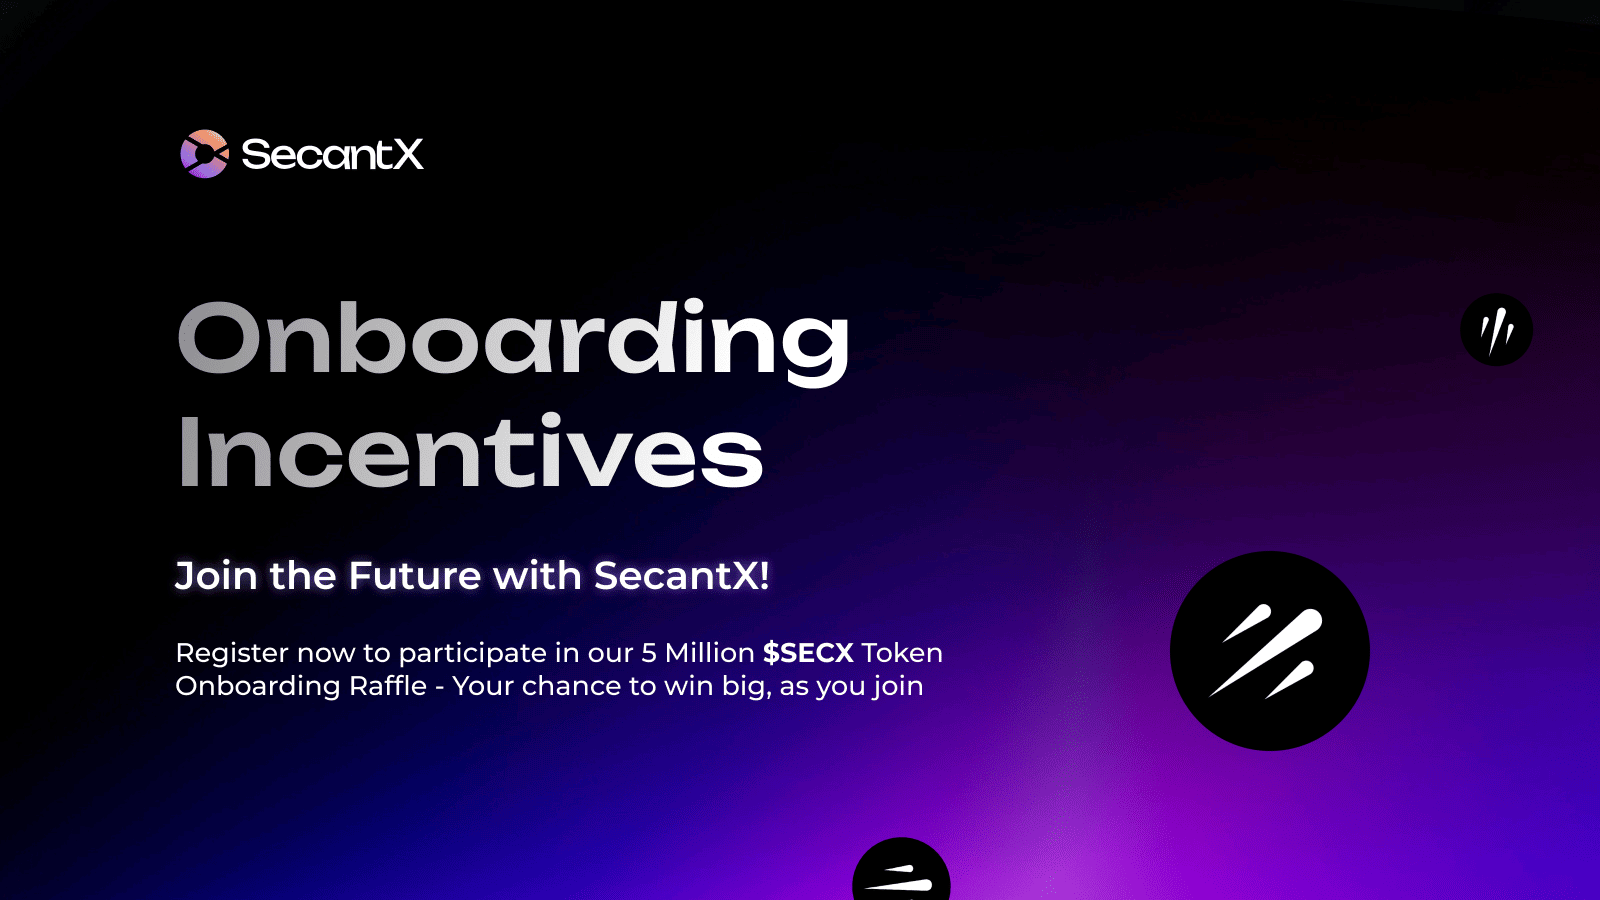 SecantX
Onboarding
Incentives
Join the Future with SecantX!
Register now to participate in our 5 Million $SECX Token
Onboarding Raffle - Your chance to win big, as you join